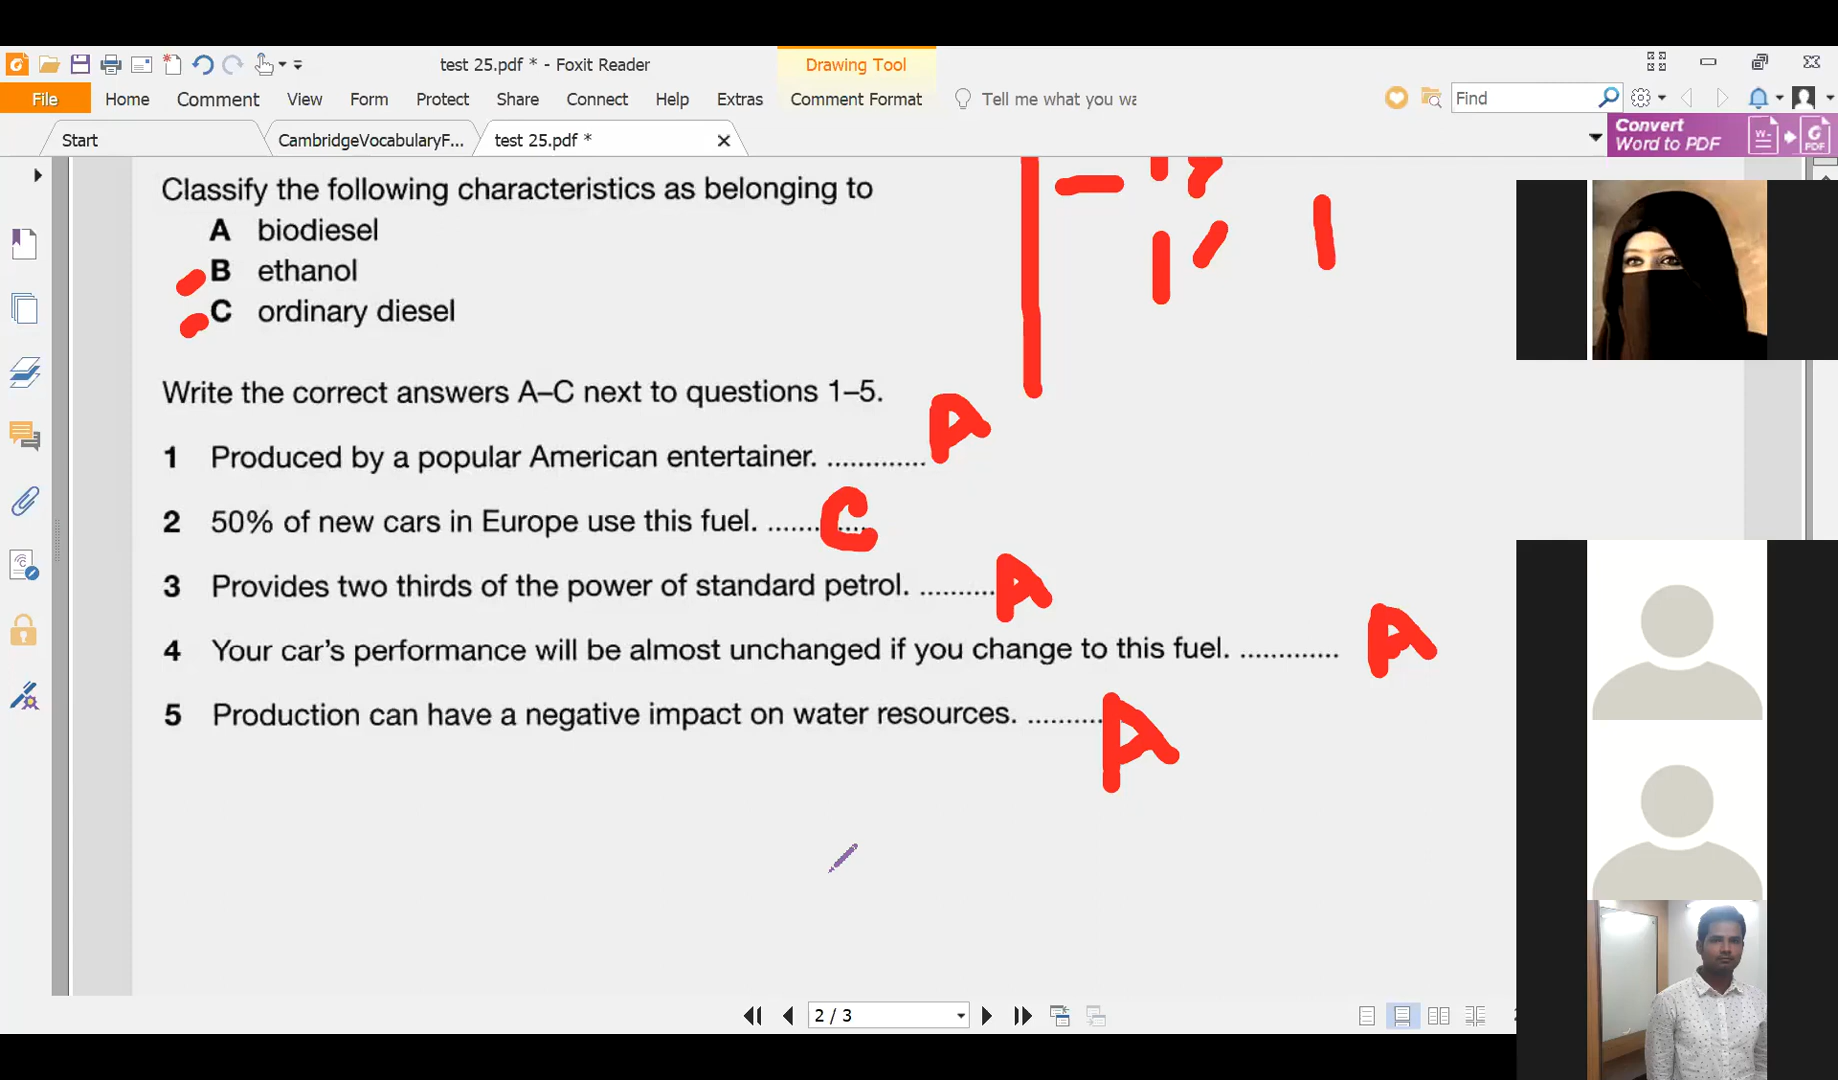 test 25.pdf * - Foxit Reader
Drawing Tool
File Home Comment View Form Protect Share Connect Help Extras Comment Format Tell me what you wa Find
Start CambridgeVocabularyF... test 25.pdf *
Convert
Word to PDF
Classify the following characteristics as belonging to
A biodiesel
B ethanol
C ordinary diesel
Write the correct answers A–C next to questions 1–5.
1 Produced by a popular American entertainer. ............. A
2 50% of new cars in Europe use this fuel. ............. C
3 Provides two thirds of the power of standard petrol. .......... A
4 Your car's performance will be almost unchanged if you change to this fuel. ............. A
5 Production can have a negative impact on water resources. .......... A
2 / 3